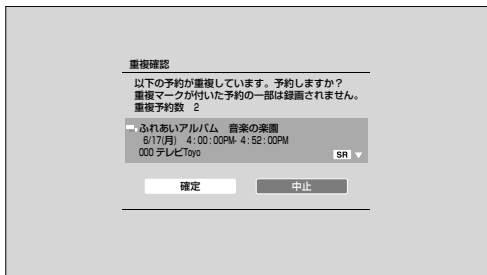 重複確認
以下の予約が重複しています。予約しますか？
重複マークが付いた予約の一部は録画されません。
重複予約数 2
ふれあいアルバム 音楽の楽園
6/17(月) 4:00:00PM- 4:52:00PM
000 テレビToyo
SR
確定 中止